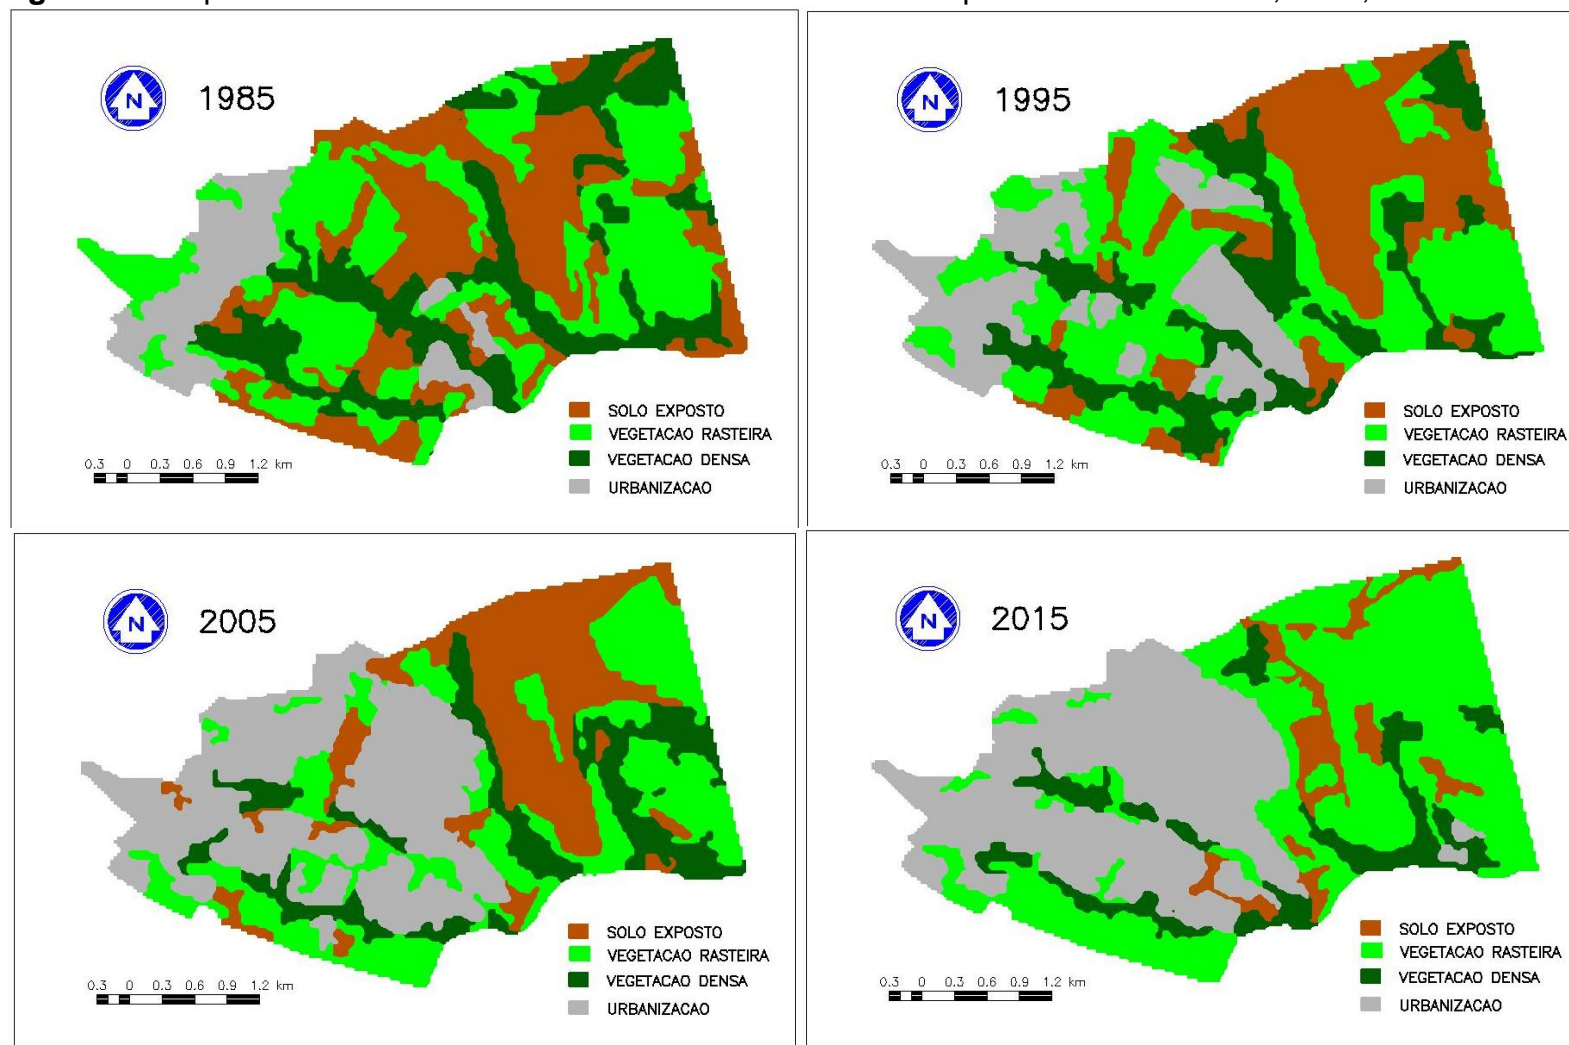 N
1985
SOLO EXPOSTO
VEGETACAO RASTEIRA
VEGETACAO DENSA
URBANIZACAO
0.3 0 0.3 0.6 0.9 1.2 km
N
1995
SOLO EXPOSTO
VEGETACAO RASTEIRA
VEGETACAO DENSA
URBANIZACAO
0.3 0 0.3 0.6 0.9 1.2 km
N
2005
SOLO EXPOSTO
VEGETACAO RASTEIRA
VEGETACAO DENSA
URBANIZACAO
0.3 0 0.3 0.6 0.9 1.2 km
N
2015
SOLO EXPOSTO
VEGETACAO RASTEIRA
VEGETACAO DENSA
URBANIZACAO
0.3 0 0.3 0.6 0.9 1.2 km